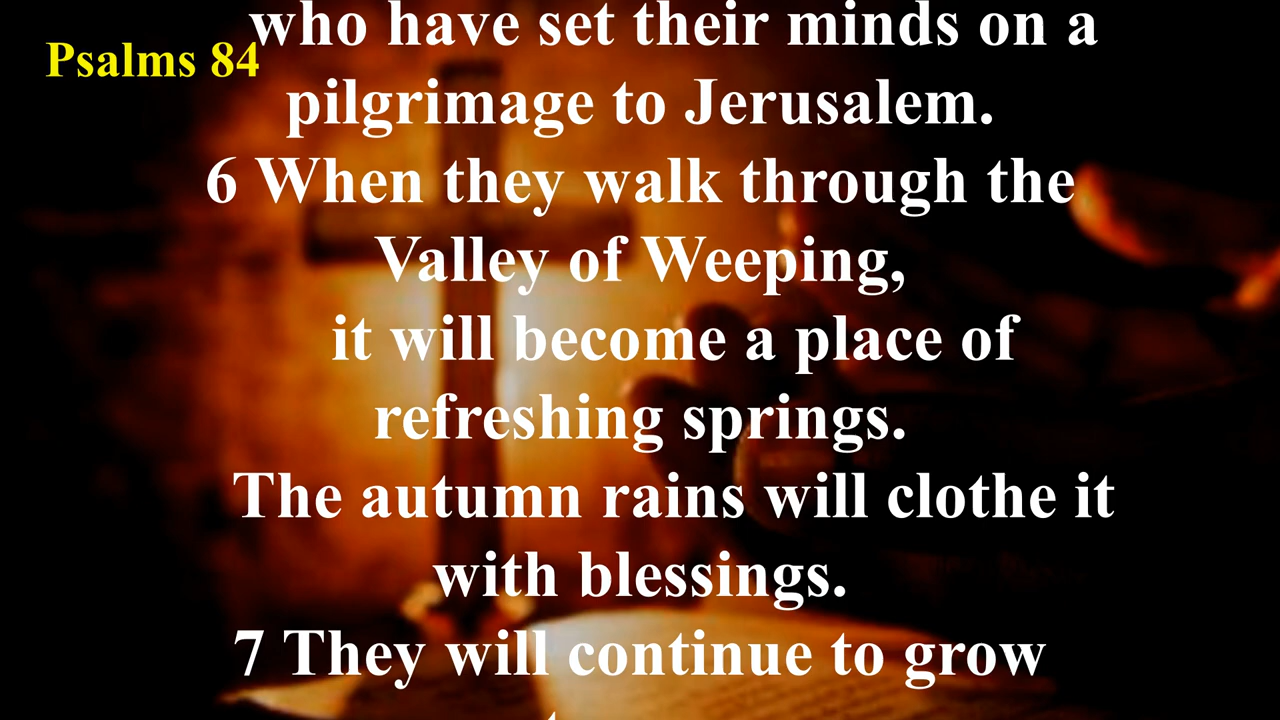 Psalms 84
who have set their minds on a
pilgrimage to Jerusalem.
6 When they walk through the
Valley of Weeping,
it will become a place of
refreshing springs.
The autumn rains will clothe it
with blessings.
7 They will continue to grow